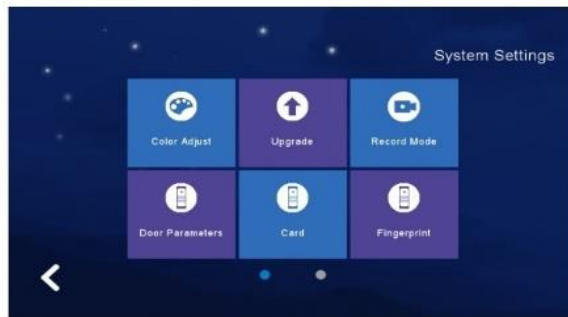 System Settings
Color Adjust
Upgrade
Record Mode
Door Parameters
Card
Fingerprint